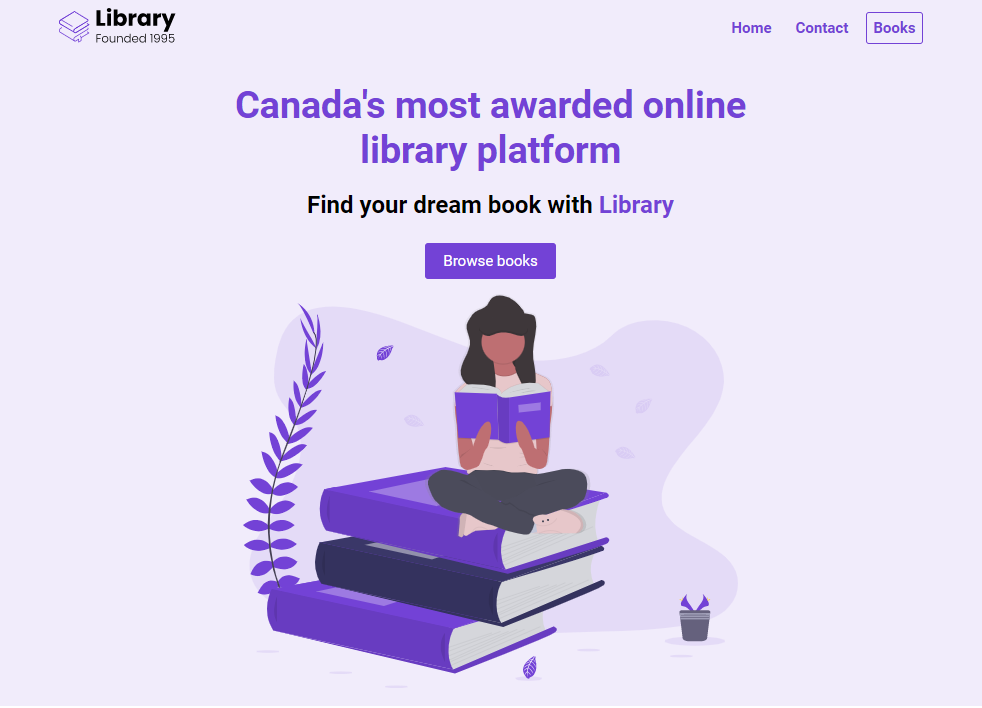 Library
Founded 1995
Home Contact Books
Canada's most awarded online
library platform
Find your dream book with Library
Browse books